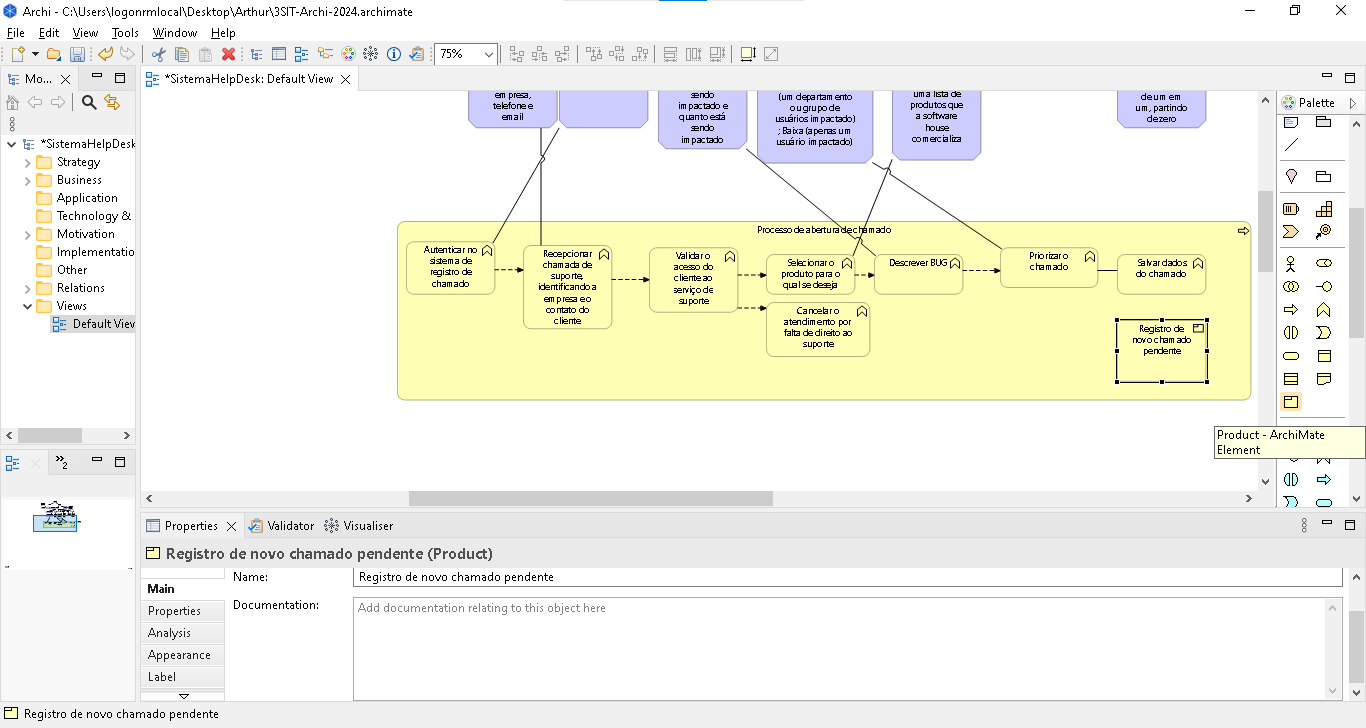 Archi - C:\Users\logonrmlocal\Desktop\Arthur\3SIT-Archi-2024.archimate
File Edit View Tools Window Help
75%
Mo...
*SistemaHelpDesk: Default View
Palette
*SistemaHelpDesk
Strategy
Business
Application
Technology &
Motivation
Implementatio
Other
Relations
Views
Default View
2
empresa,
telefone e
email
sendo
impactado e
quanto está
sendo
impactado
(um departamento
ou grupo de
usuários impactado)
; Baixa (apenas um
usuário impactado)
uma lista de
produtos que
a software
house
comercializa
de um em
um, partindo
de zero
Processo de abertura de chamado
Autenticar no
sistema de
registro de
chamado
Recepcionar
chamada de
suporte,
identificando a
empresa e o
contato do
cliente
Validar o
acesso do
cliente ao
serviço de
suporte
Selecionar o
produto para o
qual se deseja
Cancelar o
atendimento por
falta de direito ao
suporte
Descrever BUG
Priorizar o
chamado
Salvar dados
do chamado
Registro de
novo chamado
pendente
Product - ArchiMate
Element
Properties
Validator
Visualiser
Registro de novo chamado pendente (Product)
Main
Properties
Analysis
Appearance
Label
Name:
Registro de novo chamado pendente
Documentation:
Add documentation relating to this object here
Registro de novo chamado pendente